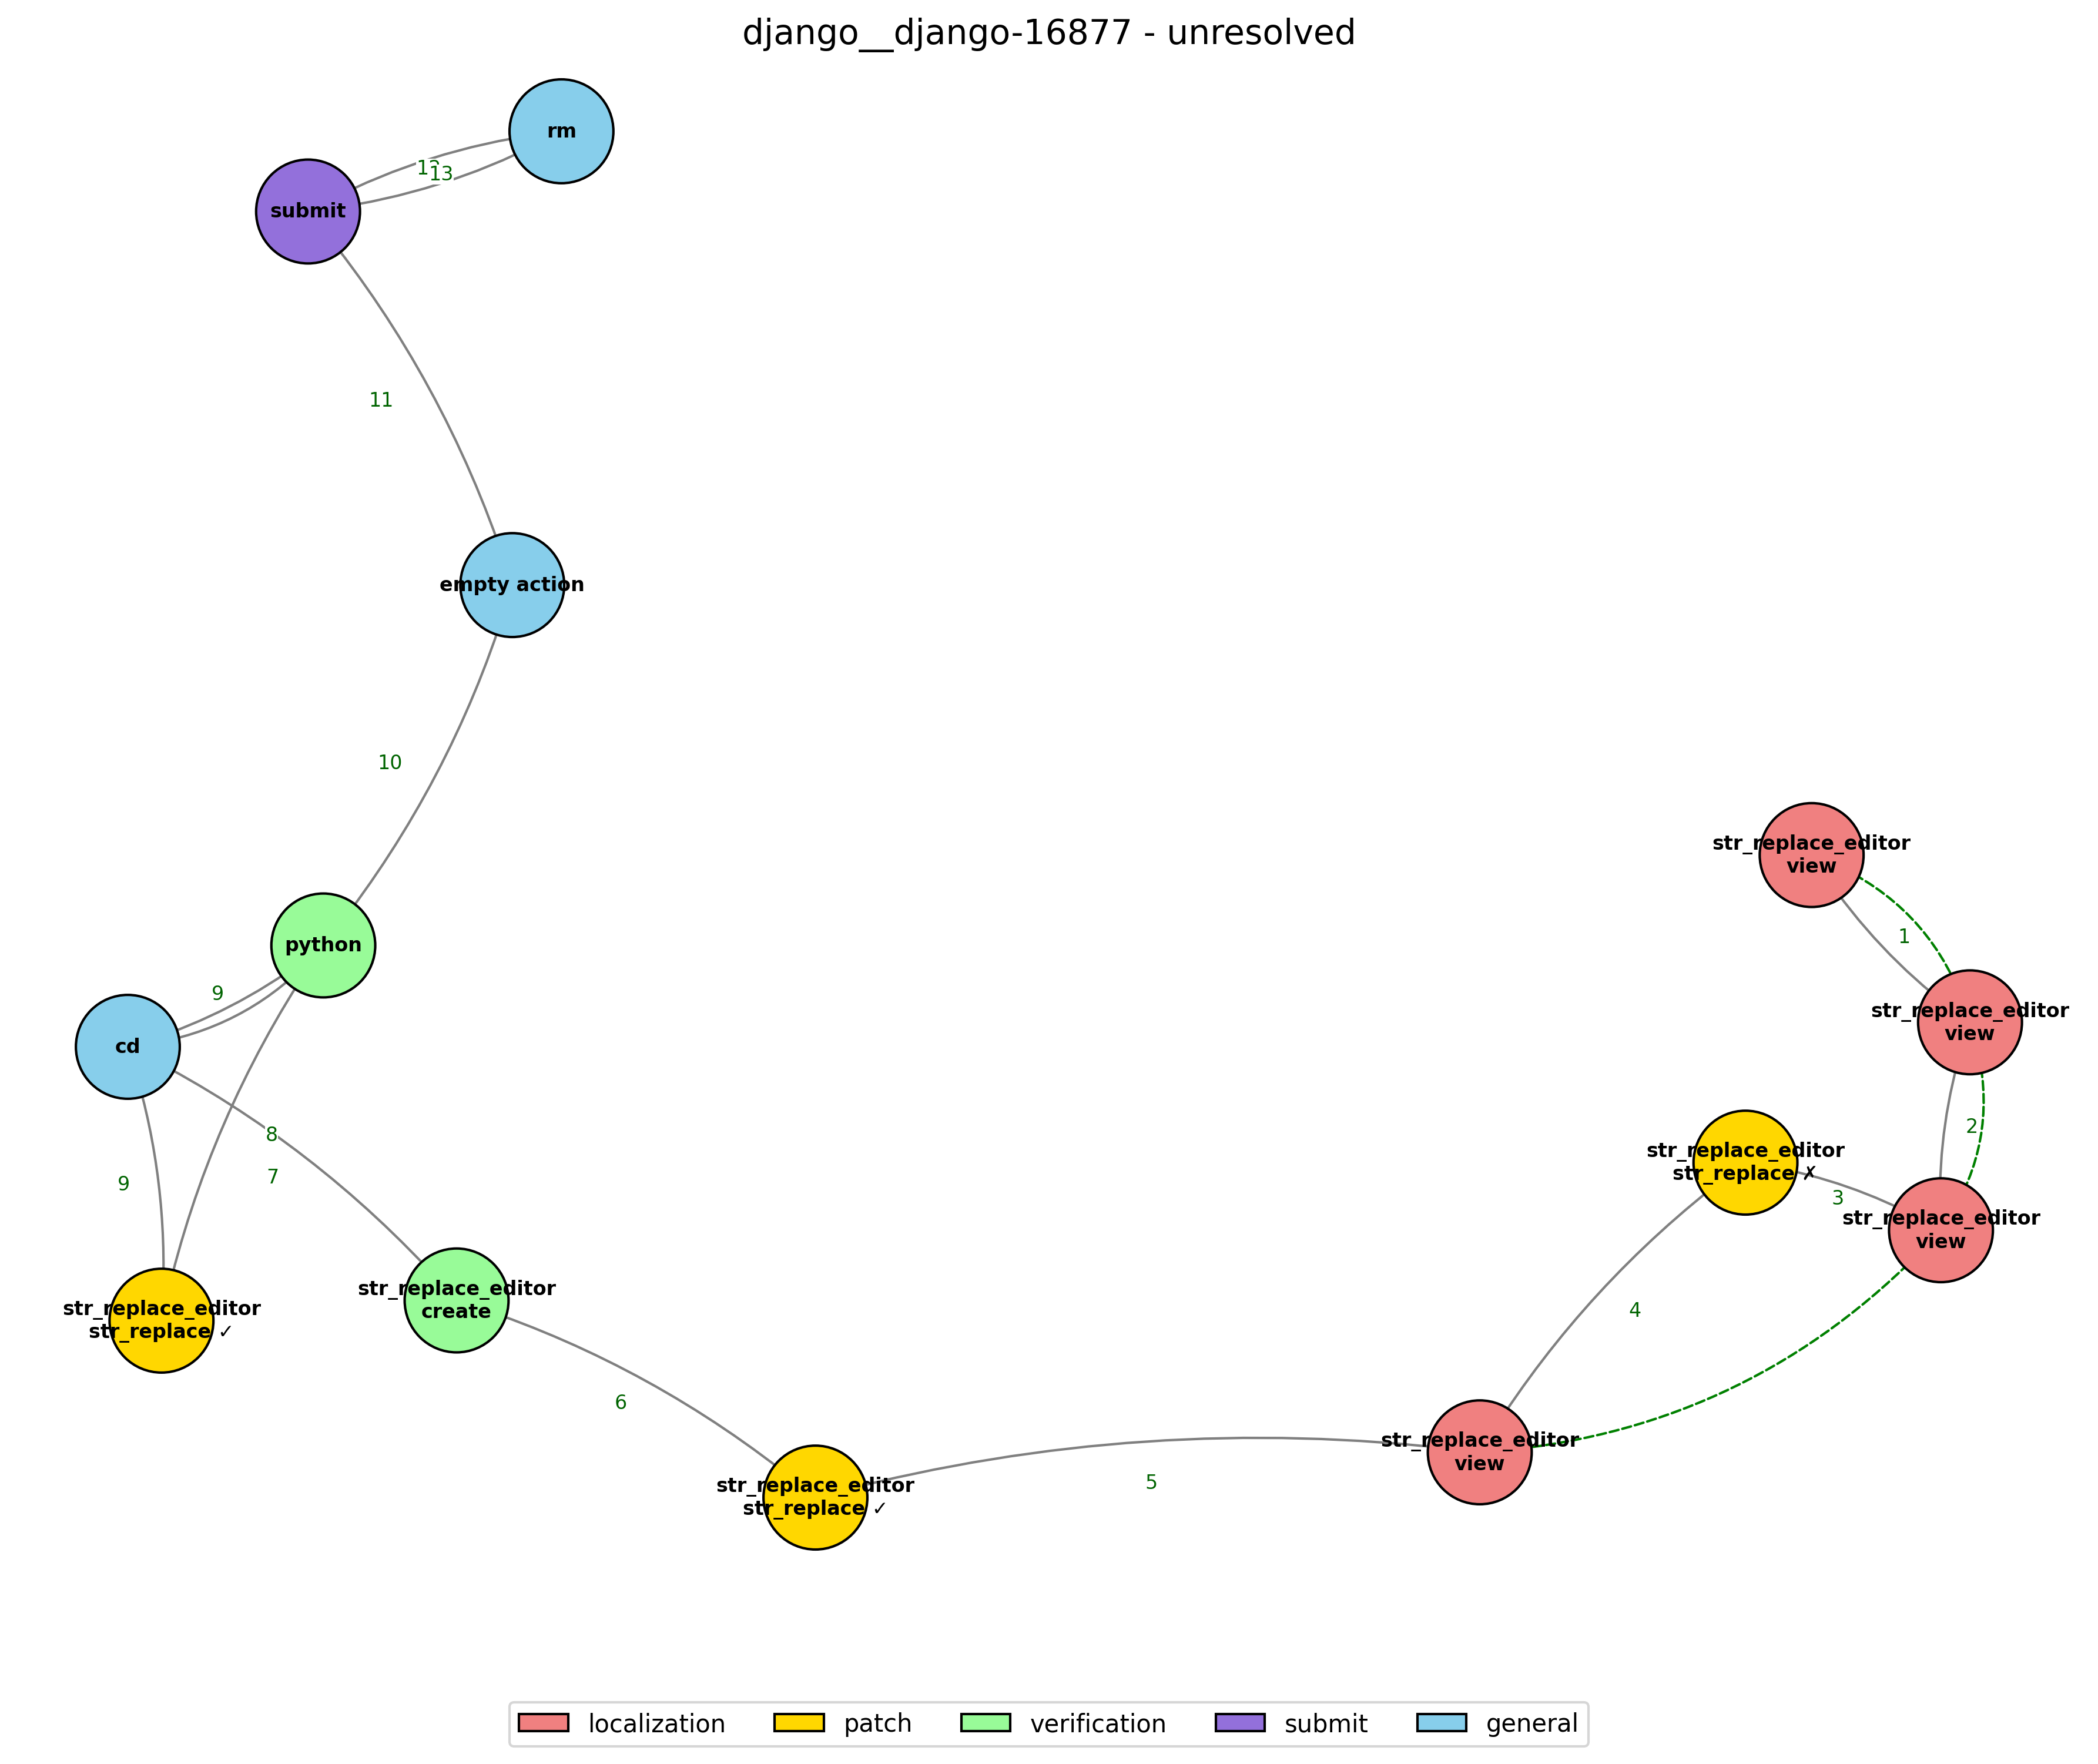 django__django-16877 - unresolved
rm
13
submit
11
empty action
10
str_replace_editor
view
1
python
9
str_replace_editor
view
cd
2
8
str_replace_editor
str_replace ✗
7
9
3
str_replace_editor
view
str_replace_editor
create
4
str_replace_editor
str_replace ✓
6
str_replace_editor
view
5
str_replace_editor
str_replace ✓
localization
patch
verification
submit
general